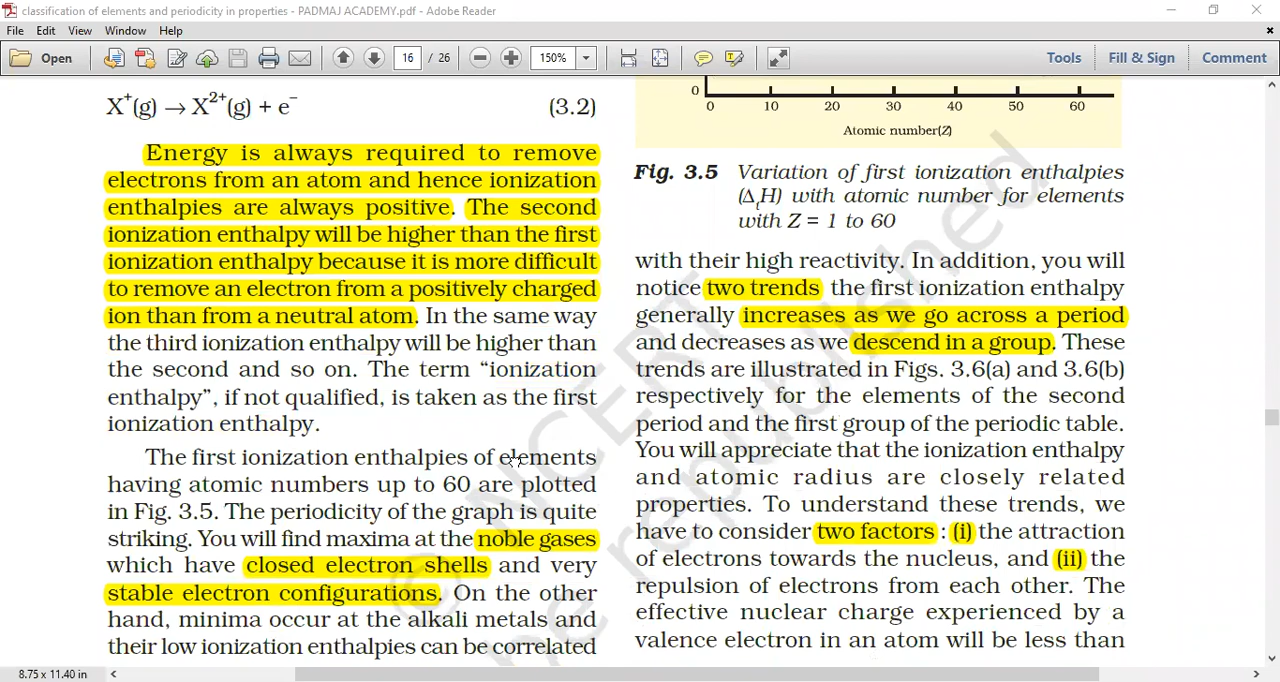 classification of elements and periodicity in properties - PADMAJ ACADEMY.pdf - Adobe Reader
File Edit View Window Help
Open 16 / 26 150% Tools Fill & Sign Comment
X⁺(g) → X²⁺(g) + e⁻ (3.2)
Energy is always required to remove
electrons from an atom and hence ionization
enthalpies are always positive. The second
ionization enthalpy will be higher than the first
ionization enthalpy because it is more difficult
to remove an electron from a positively charged
ion than from a neutral atom. In the same way
the third ionization enthalpy will be higher than
the second and so on. The term “ionization
enthalpy”, if not qualified, is taken as the first
ionization enthalpy.
The first ionization enthalpies of elements
having atomic numbers up to 60 are plotted
in Fig. 3.5. The periodicity of the graph is quite
striking. You will find maxima at the noble gases
which have closed electron shells and very
stable electron configurations. On the other
hand, minima occur at the alkali metals and
their low ionization enthalpies can be correlated
0
0 10 20 30 40 50 60
Atomic number(Z)
Fig. 3.5 Variation of first ionization enthalpies
(ΔᵢH) with atomic number for elements
with Z = 1 to 60
with their high reactivity. In addition, you will
notice two trends the first ionization enthalpy
generally increases as we go across a period
and decreases as we descend in a group. These
trends are illustrated in Figs. 3.6(a) and 3.6(b)
respectively for the elements of the second
period and the first group of the periodic table.
You will appreciate that the ionization enthalpy
and atomic radius are closely related
properties. To understand these trends, we
have to consider two factors : (i) the attraction
of electrons towards the nucleus, and (ii) the
repulsion of electrons from each other. The
effective nuclear charge experienced by a
valence electron in an atom will be less than
© NCERT
republished
8.75 x 11.40 in